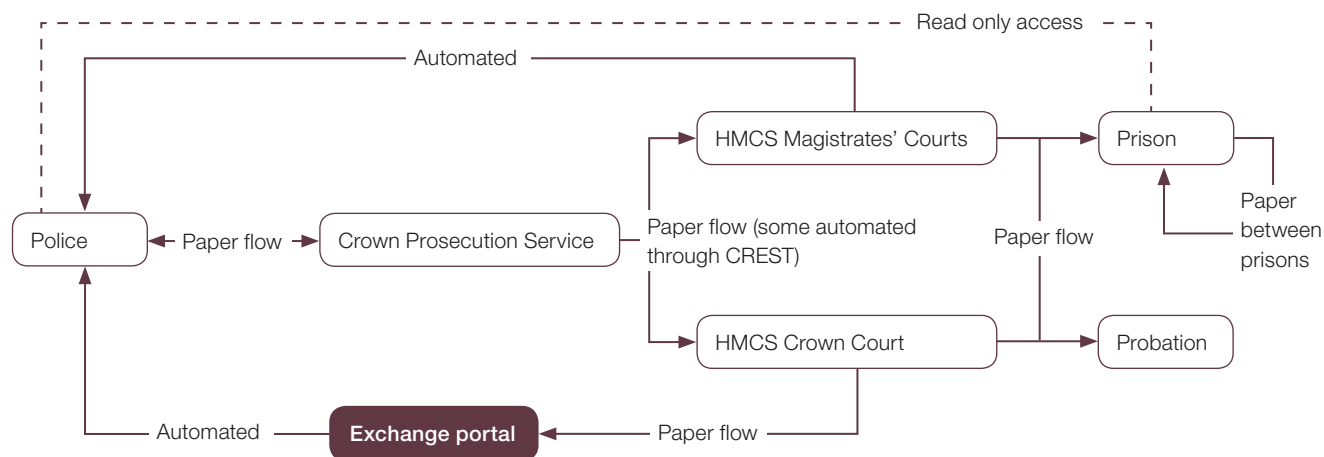 Read only access
Automated
HMCS Magistrates’ Courts
Prison
Police
Paper flow
Crown Prosecution Service
Paper flow (some automated
through CREST)
Paper flow
Paper
between
prisons
HMCS Crown Court
Probation
Automated
Exchange portal
Paper flow